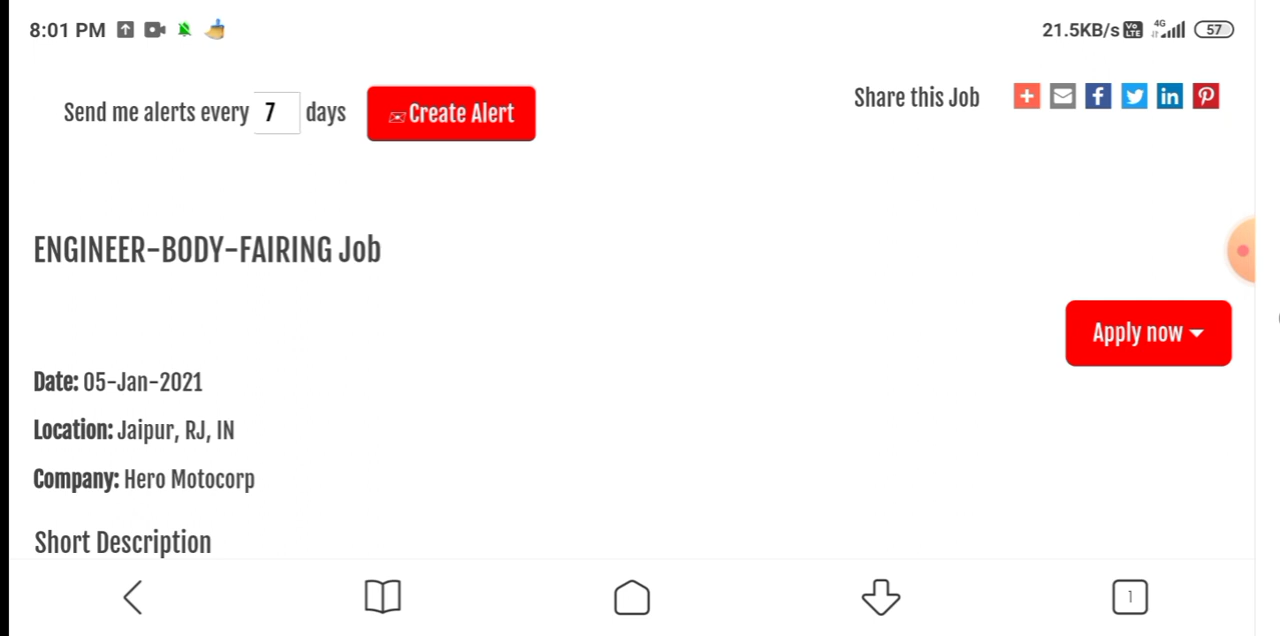 8:01 PM
21.5KB/s Vo LTE 4G 57
Send me alerts every 7 days
Create Alert
Share this Job
ENGINEER-BODY-FAIRING Job
Apply now
Date: 05-Jan-2021
Location: Jaipur, RJ, IN
Company: Hero Motocorp
Short Description
1